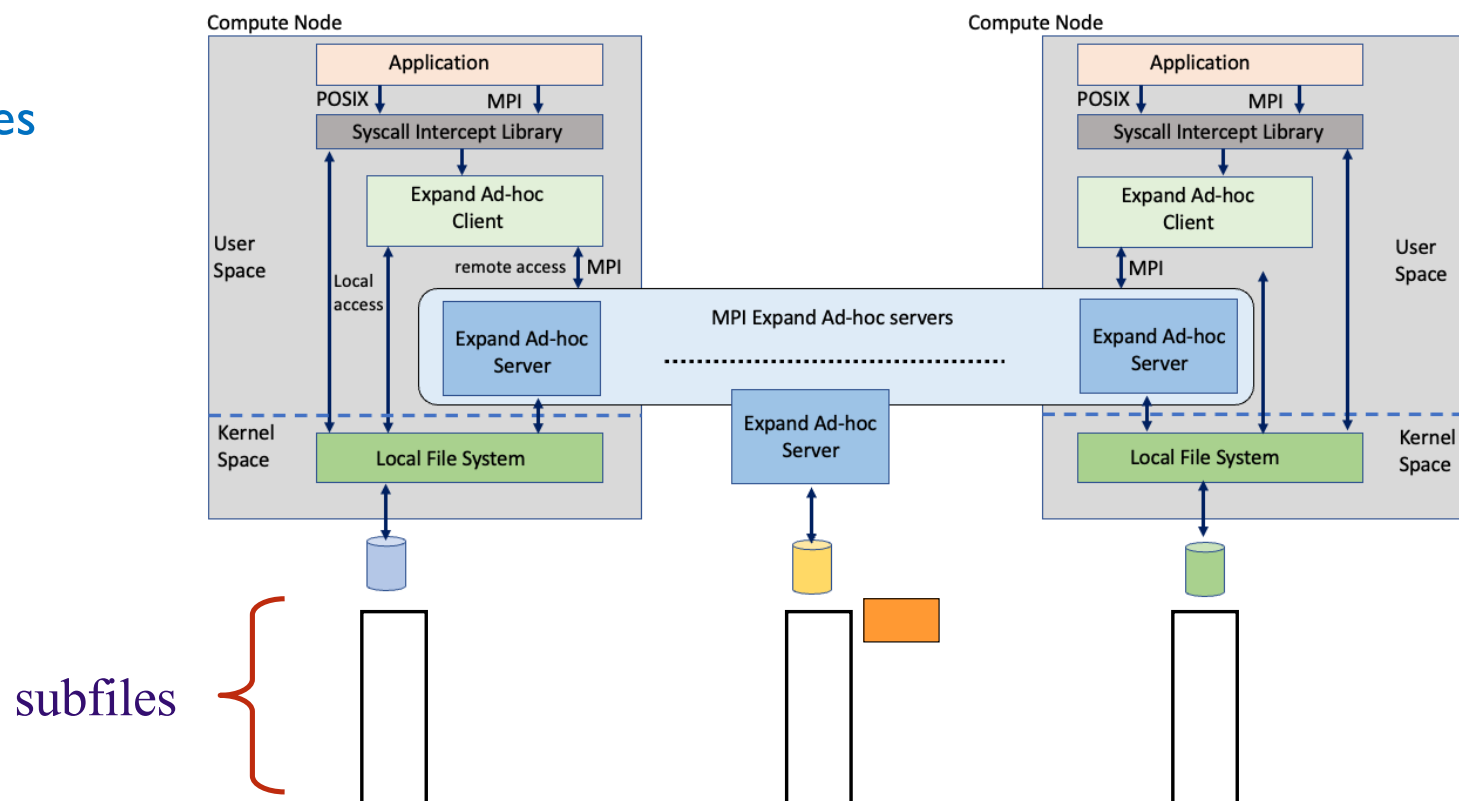 Compute Node
Compute Node
es
Application
POSIX
MPI
Syscall Intercept Library
Expand Ad-hoc
Client
User
Space
Local
access
remote access
MPI
Expand Ad-hoc
Server
Kernel
Space
Local File System
MPI Expand Ad-hoc servers
Expand Ad-hoc
Server
Application
POSIX
MPI
Syscall Intercept Library
Expand Ad-hoc
Client
MPI
User
Space
Expand Ad-hoc
Server
Kernel
Space
Local File System
subfiles